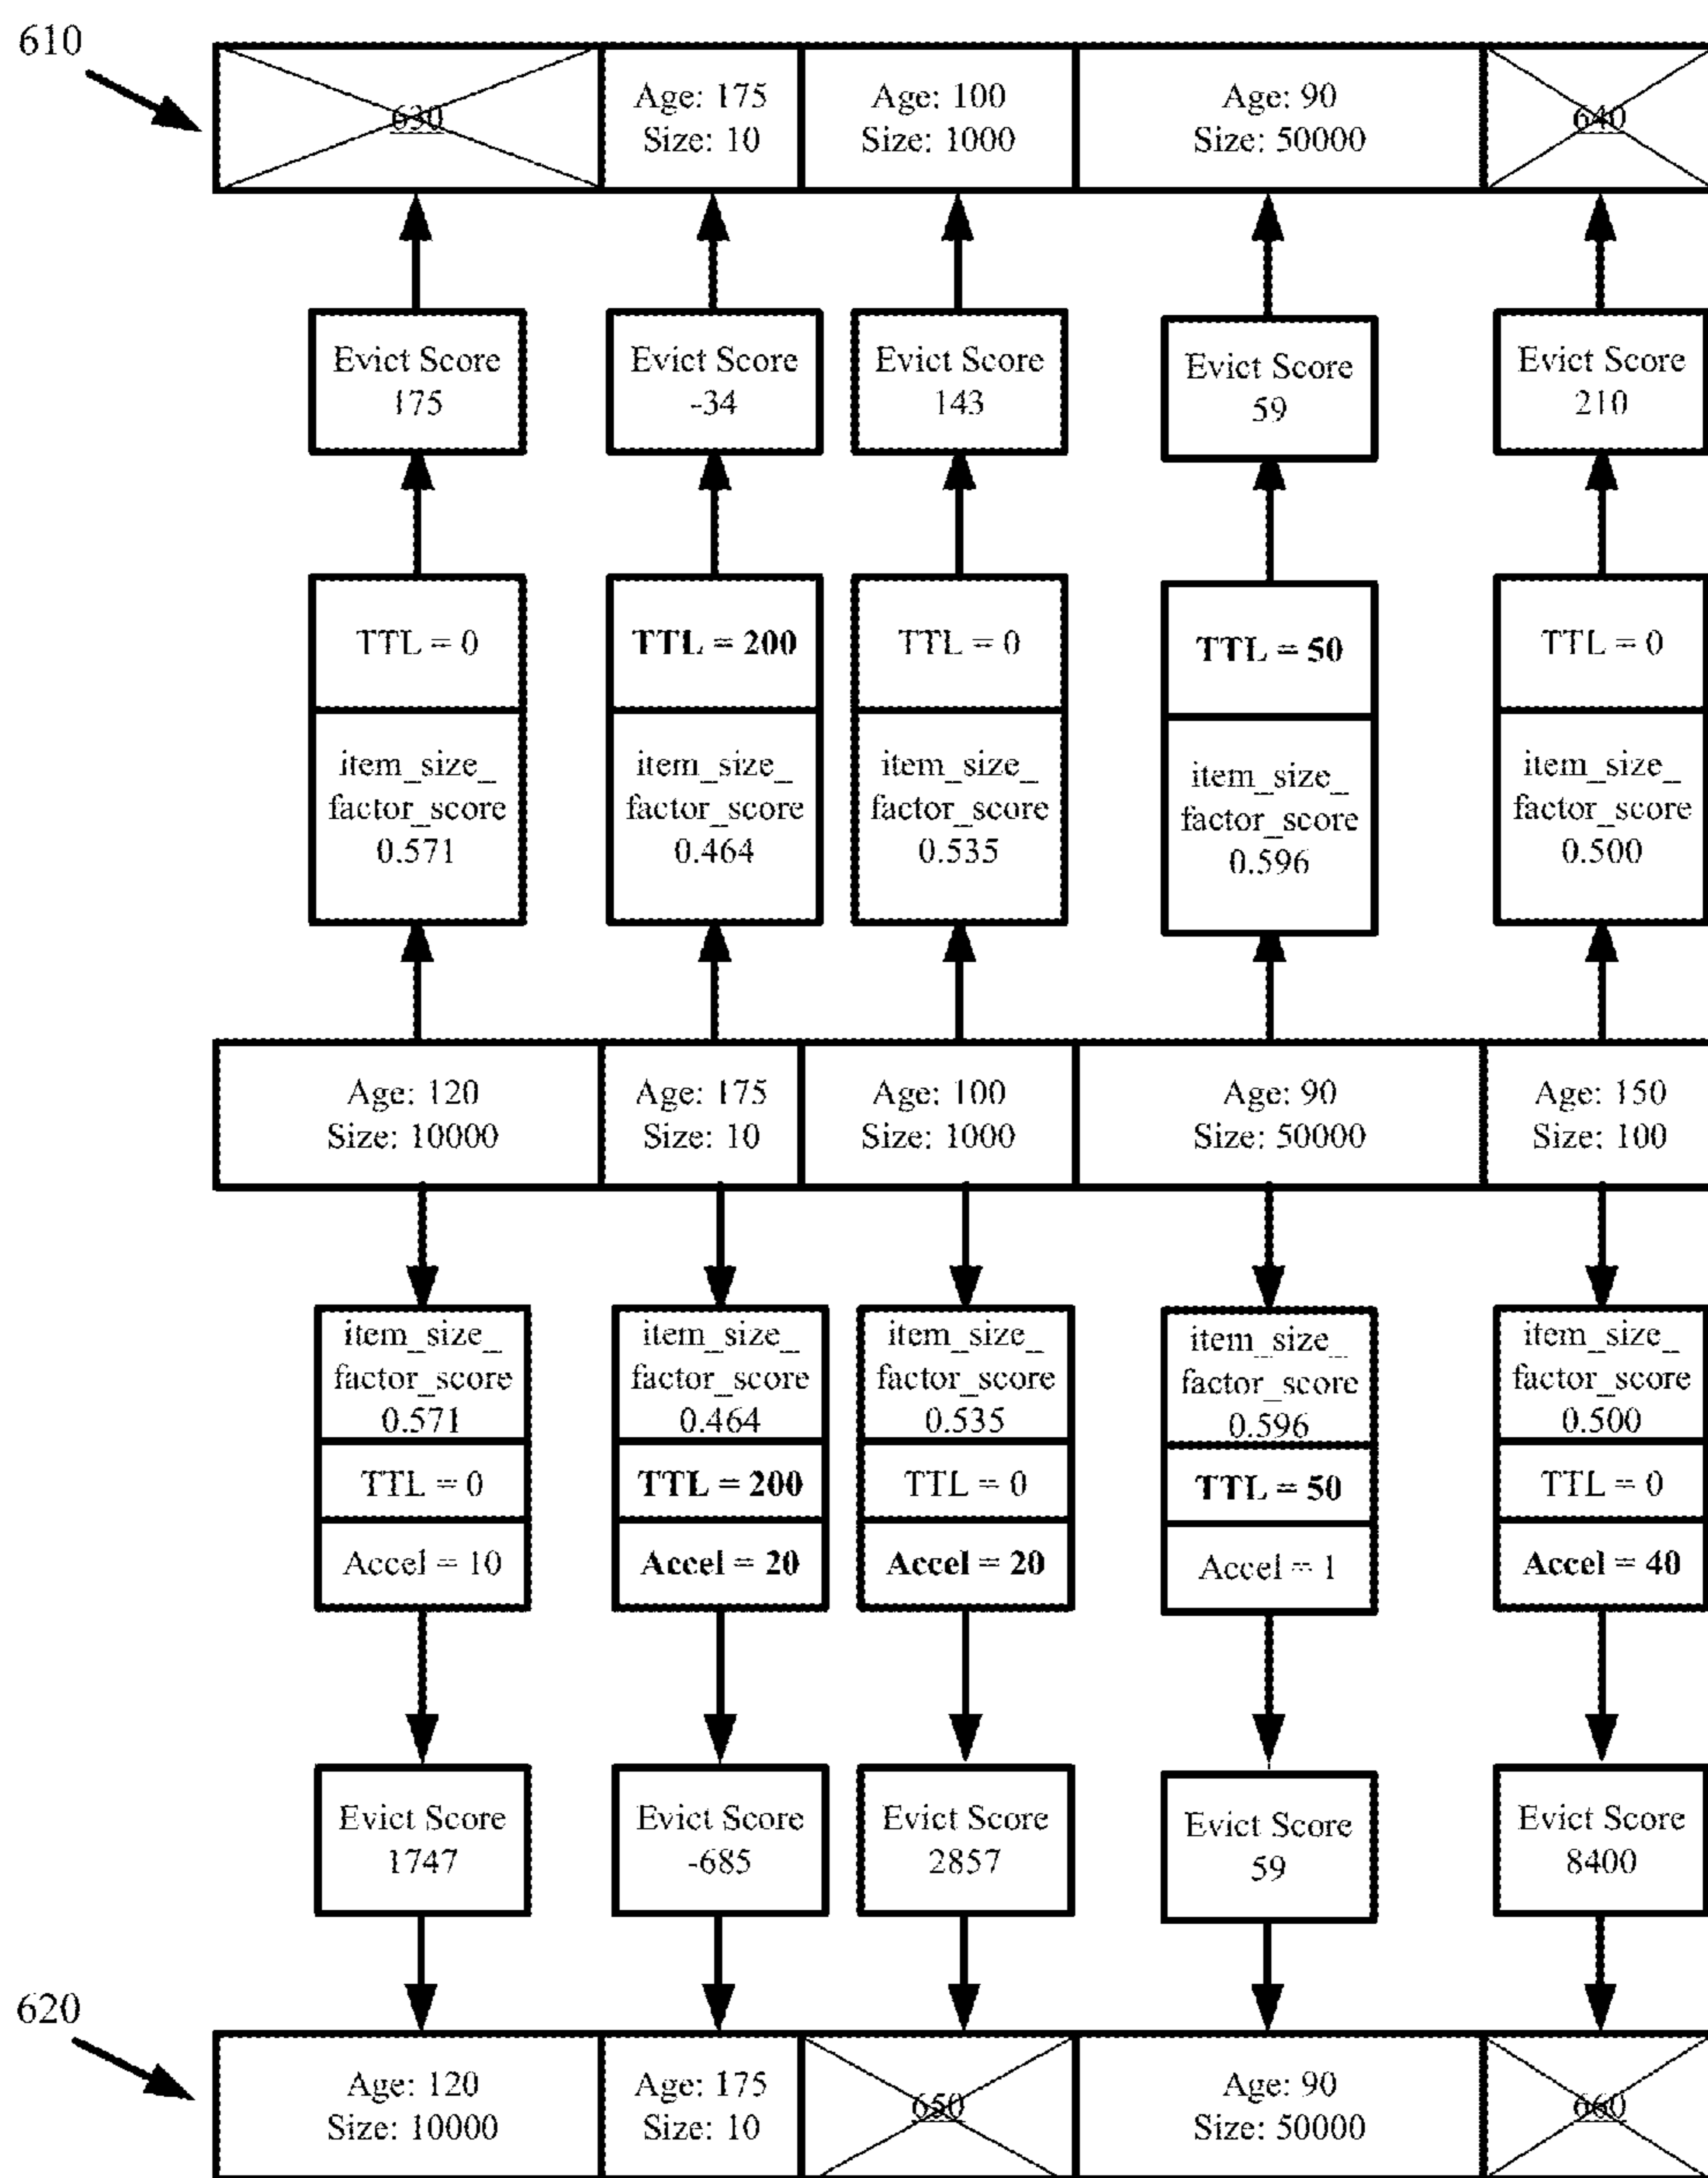 610
630
Age: 175
Size: 10
Age: 100
Size: 1000
Age: 90
Size: 50000
640
Evict Score
175
Evict Score
-34
Evict Score
143
Evict Score
59
Evict Score
210
TTL = 0
item_size_
factor_score
0.571
TTL = 200
item_size_
factor_score
0.464
TTL = 0
item_size_
factor_score
0.535
TTL = 50
item_size_
factor_score
0.596
TTL = 0
item_size_
factor_score
0.500
Age: 120
Size: 10000
Age: 175
Size: 10
Age: 100
Size: 1000
Age: 90
Size: 50000
Age: 150
Size: 100
item_size_
factor_score
0.571
TTL = 0
Accel = 10
item_size_
factor_score
0.464
TTL = 200
Accel = 20
item_size_
factor_score
0.535
TTL = 0
Accel = 20
item_size_
factor_score
0.596
TTL = 50
Accel = 1
item_size_
factor_score
0.500
TTL = 0
Accel = 40
Evict Score
1747
Evict Score
-685
Evict Score
2857
Evict Score
59
Evict Score
8400
620
Age: 120
Size: 10000
Age: 175
Size: 10
650
Age: 90
Size: 50000
660